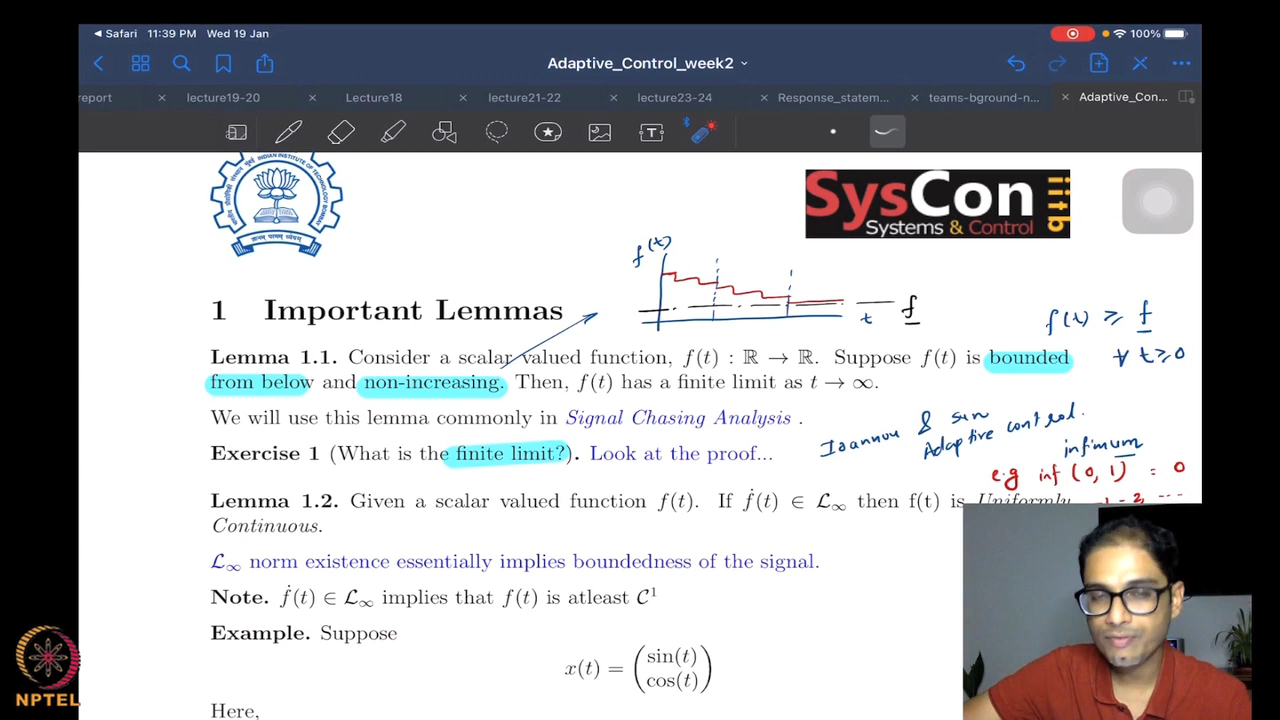 Safari 11:39 PM Wed 19 Jan 100%
Adaptive_Control_week2
report lecture19-20 Lecture18 lecture21-22 lecture23-24 Response_statem... teams-bground-n... Adaptive_Con...
SysCon iitb
Systems & Control
f(t)
t f
f(t) ≥ f
∀ t ≥ 0
1 Important Lemmas
Lemma 1.1. Consider a scalar valued function, f(t) : ℝ → ℝ. Suppose f(t) is bounded
from below and non-increasing. Then, f(t) has a finite limit as t → ∞.
We will use this lemma commonly in Signal Chasing Analysis .
Ioannou & Sun
Adaptive control.
Exercise 1 (What is the finite limit?). Look at the proof...
infimum
e.g inf (0, 1) = 0
Lemma 1.2. Given a scalar valued function f(t). If ḟ(t) ∈ ℒ∞ then f(t) is Uniformly
Continuous.
ℒ∞ norm existence essentially implies boundedness of the signal.
Note. ḟ(t) ∈ ℒ∞ implies that f(t) is atleast 𝒞¹
Example. Suppose
x(t) = (sin(t)
cos(t))
Here,
NPTEL